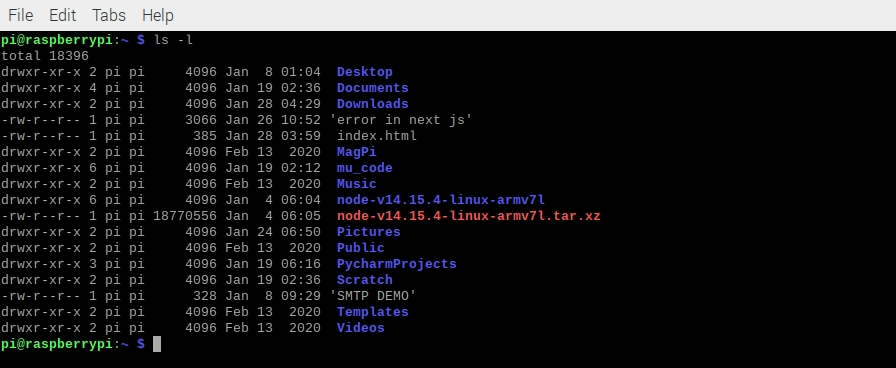 File Edit Tabs Help
pi@raspberrypi:~ $ ls -l
total 18396
drwxr-xr-x 2 pi pi     4096 Jan  8 01:04  Desktop
drwxr-xr-x 4 pi pi     4096 Jan 19 02:36  Documents
drwxr-xr-x 2 pi pi     4096 Jan 28 04:29  Downloads
-rw-r--r-- 1 pi pi     3066 Jan 26 10:52 'error in next js'
-rw-r--r-- 1 pi pi      385 Jan 28 03:59  index.html
drwxr-xr-x 2 pi pi     4096 Feb 13  2020  MagPi
drwxr-xr-x 6 pi pi     4096 Jan 19 02:12  mu_code
drwxr-xr-x 2 pi pi     4096 Feb 13  2020  Music
drwxr-xr-x 6 pi pi     4096 Jan  4 06:04  node-v14.15.4-linux-armv7l
-rw-r--r-- 1 pi pi 18770556 Jan  4 06:05  node-v14.15.4-linux-armv7l.tar.xz
drwxr-xr-x 2 pi pi     4096 Jan 24 06:50  Pictures
drwxr-xr-x 2 pi pi     4096 Feb 13  2020  Public
drwxr-xr-x 3 pi pi     4096 Jan 19 06:16  PycharmProjects
drwxr-xr-x 2 pi pi     4096 Jan 19 02:36  Scratch
-rw-r--r-- 1 pi pi      328 Jan  8 09:29 'SMTP DEMO'
drwxr-xr-x 2 pi pi     4096 Feb 13  2020  Templates
drwxr-xr-x 2 pi pi     4096 Feb 13  2020  Videos
pi@raspberrypi:~ $